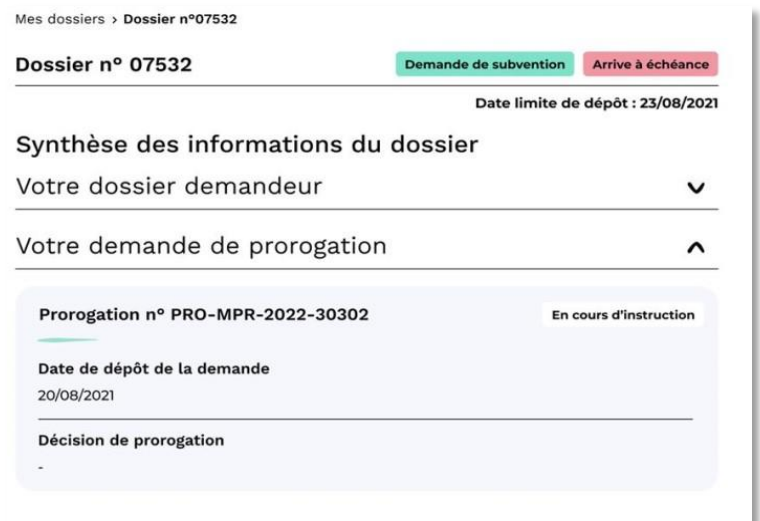 Mes dossiers > Dossier n°07532
Dossier n° 07532
Demande de subvention
Arrive à échéance
Date limite de dépôt : 23/08/2021
Synthèse des informations du dossier
Votre dossier demandeur
Votre demande de prorogation
Prorogation n° PRO-MPR-2022-30302
En cours d'instruction
Date de dépôt de la demande
20/08/2021
Décision de prorogation
-